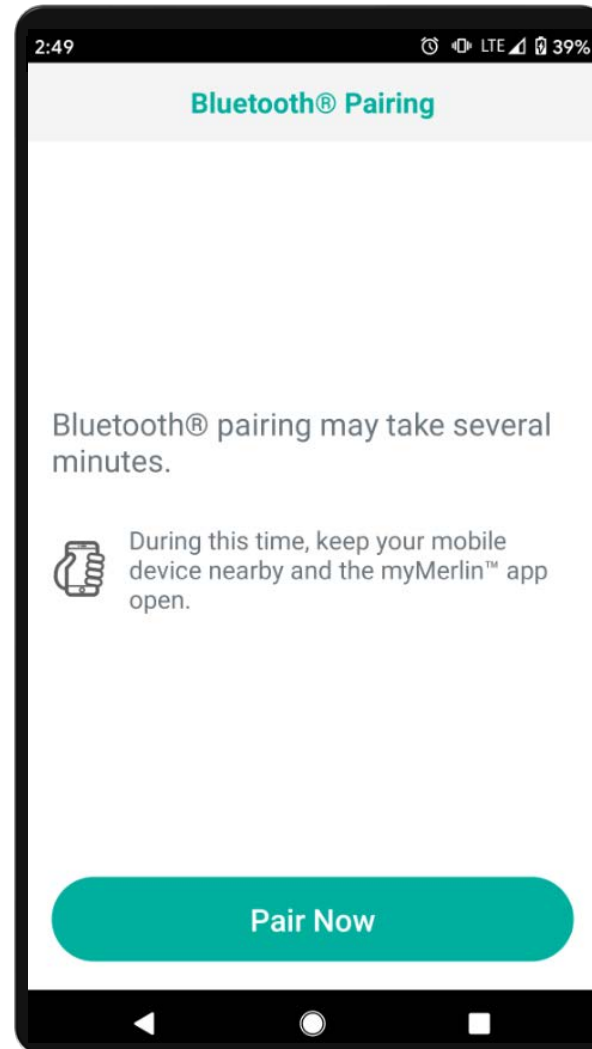 2:49 LTE 39%
Bluetooth® Pairing
Bluetooth® pairing may take several
minutes.
During this time, keep your mobile
device nearby and the myMerlin™ app
open.
Pair Now